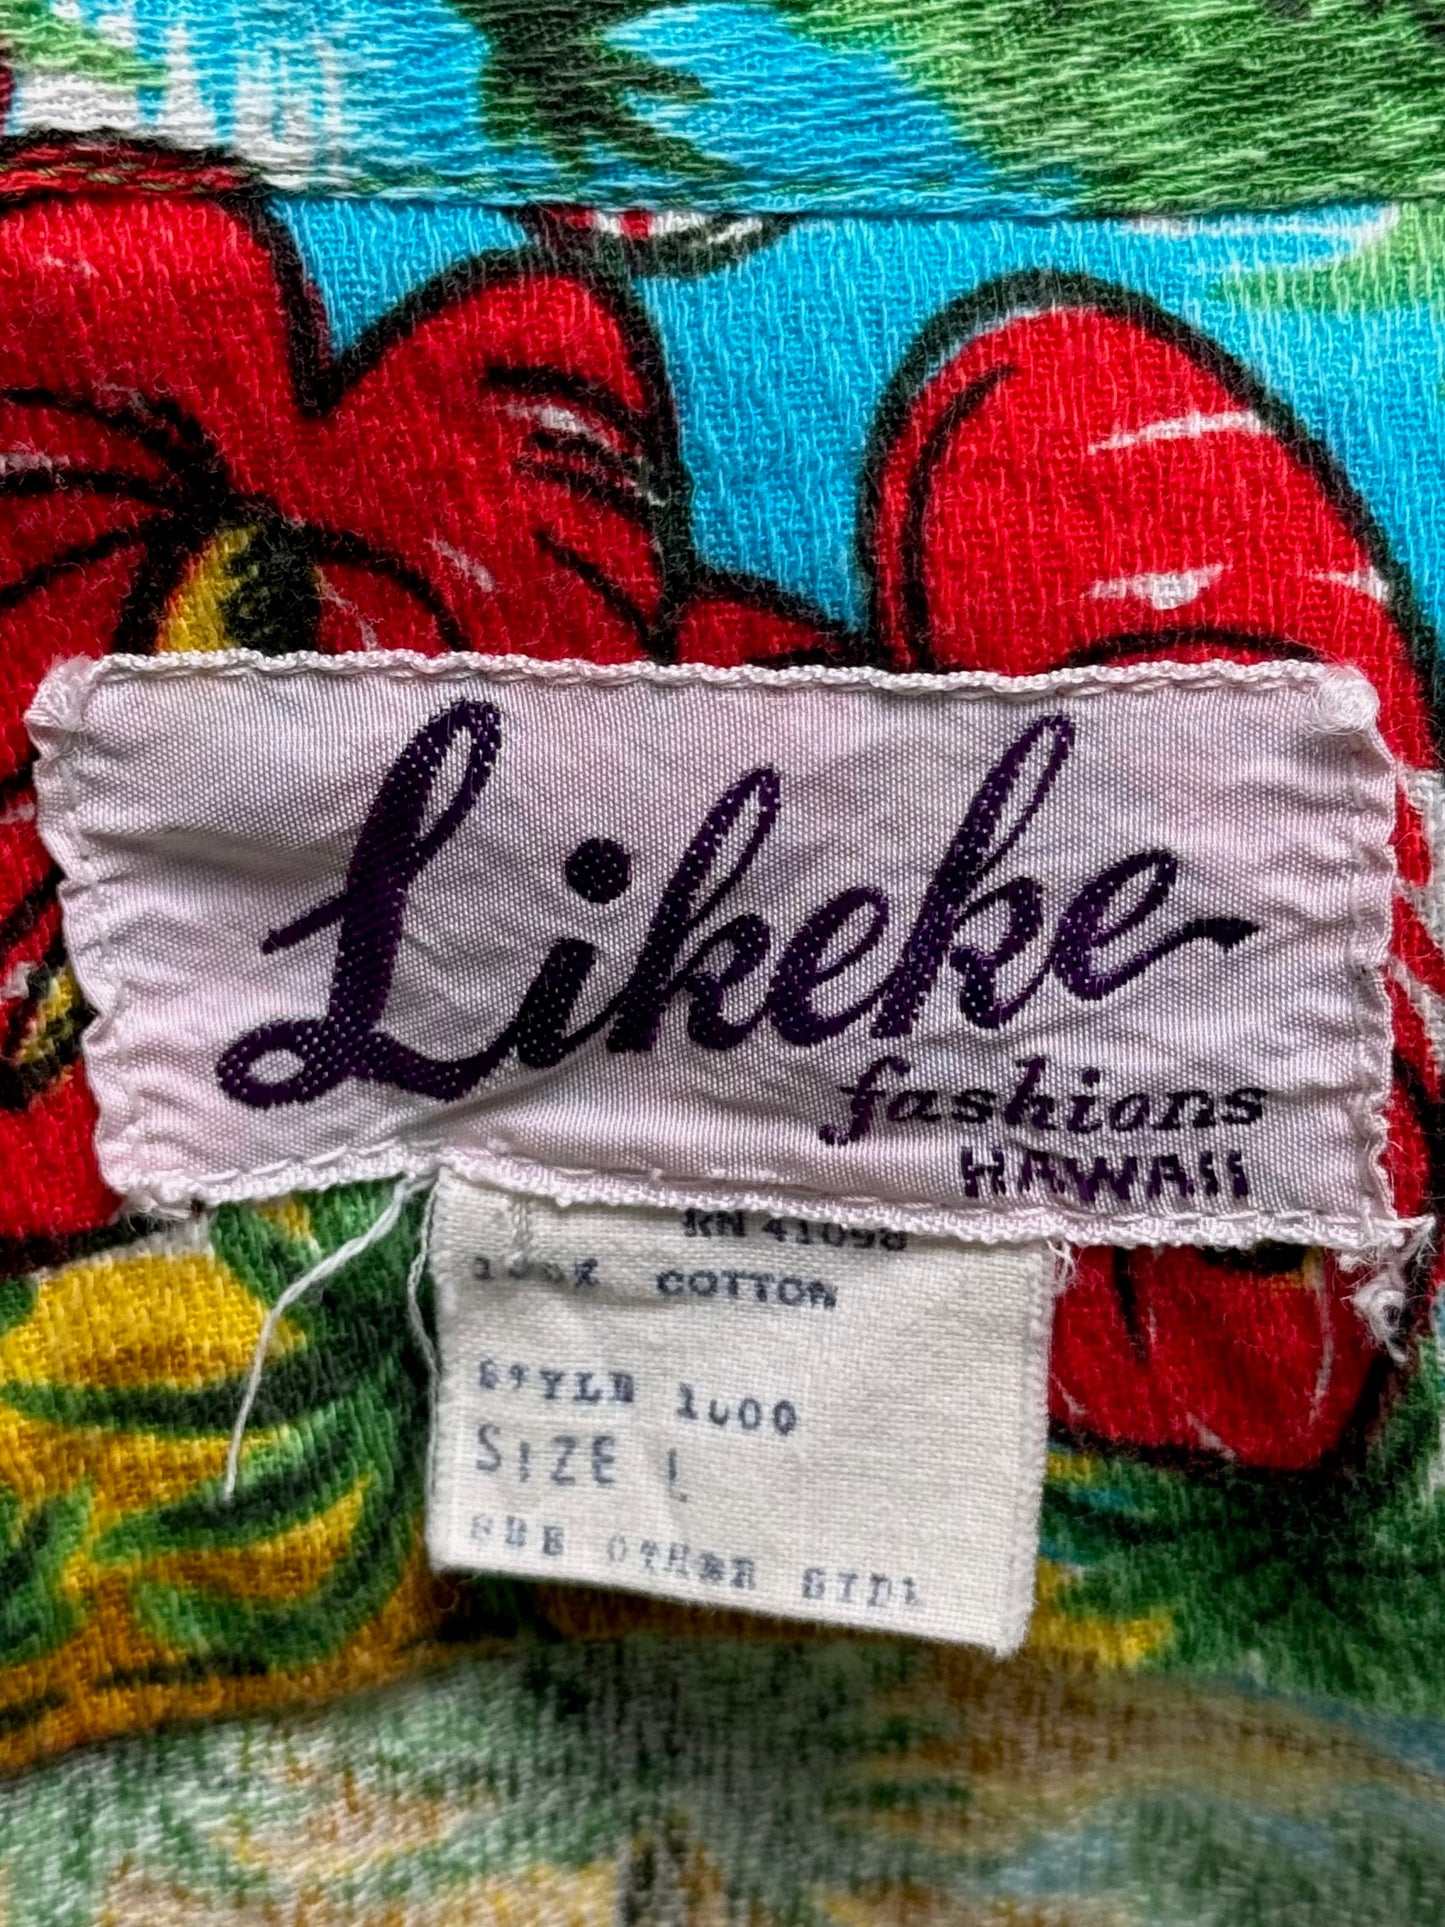 Likeke
fashions
HAWAII
RN 41098
100% COTTON
STYLE 1000
SIZE L
SEE OTHER SIDE